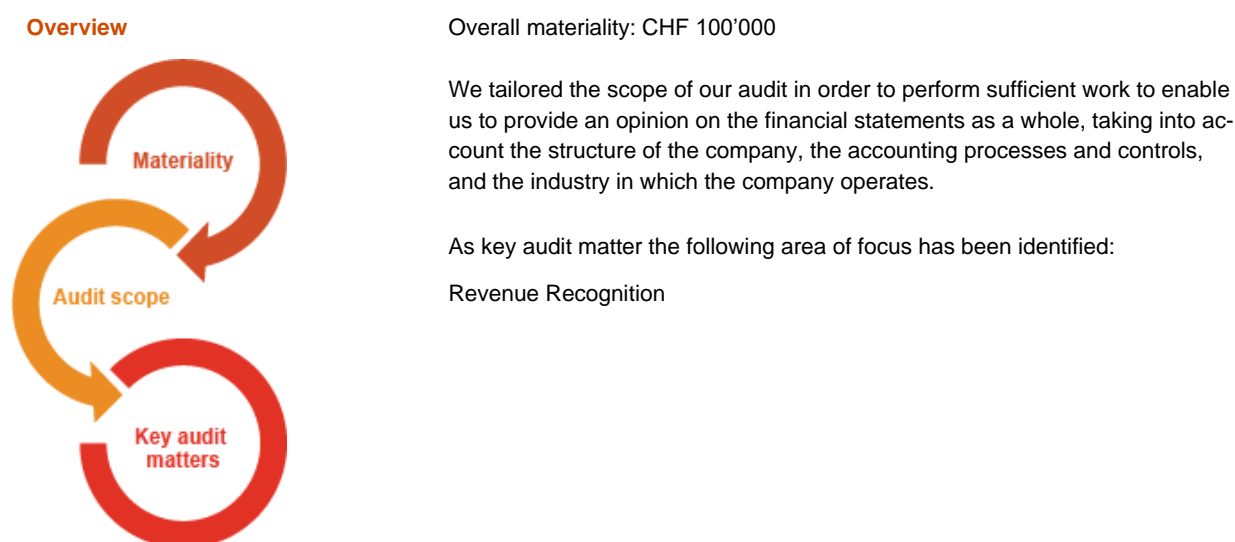 Overview
Materiality
Audit scope
Key audit
matters
Overall materiality: CHF 100’000
We tailored the scope of our audit in order to perform sufficient work to enable
us to provide an opinion on the financial statements as a whole, taking into ac-
count the structure of the company, the accounting processes and controls,
and the industry in which the company operates.
As key audit matter the following area of focus has been identified:
Revenue Recognition